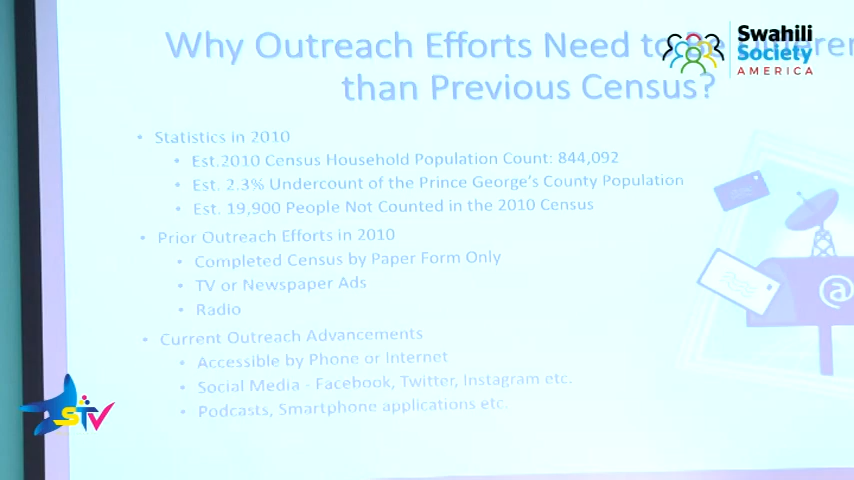 Why Outreach Efforts Need to
than Previous Census?
Swahili
Society
AMERICA
• Statistics in 2010
• Est.2010 Census Household Population Count: 844,092
• Est. 2.3% Undercount of the Prince George's County Population
• Est. 19,900 People Not Counted in the 2010 Census
• Prior Outreach Efforts in 2010
• Completed Census by Paper Form Only
• TV or Newspaper Ads
• Radio
• Current Outreach Advancements
• Accessible by Phone or Internet
• Social Media - Facebook, Twitter, Instagram etc.
• Podcasts, Smartphone applications etc.
@
STV